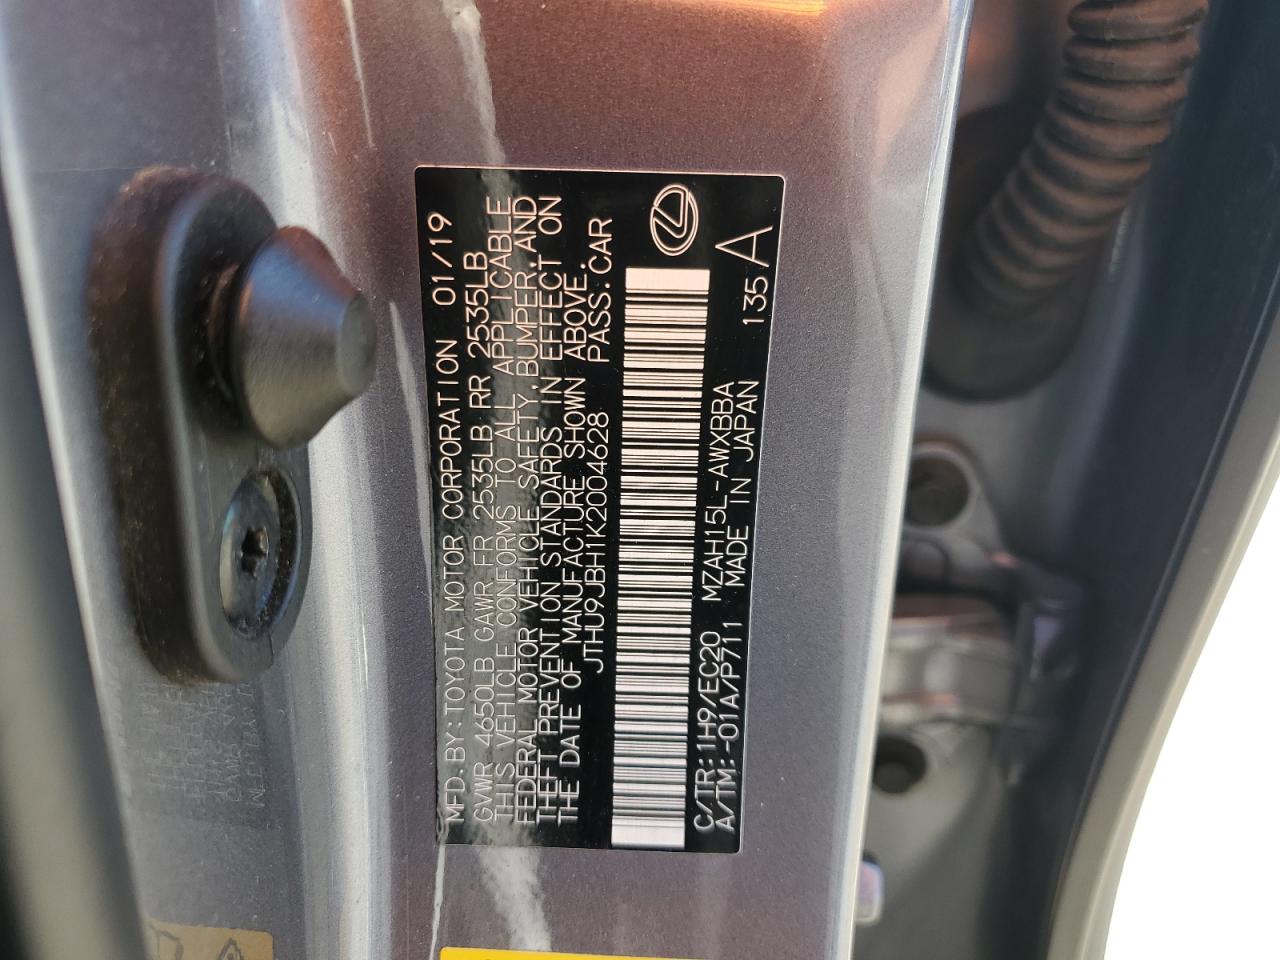 MFD.BY:TOYOTA MOTOR CORPORATION 01/19
GVWR 4650LB GAWR FR 2535LB RR 2535LB
THIS VEHICLE CONFORMS TO ALL APPLICABLE
FEDERAL MOTOR VEHICLE SAFETY,BUMPER,AND
THEFT PREVENTION STANDARDS IN EFFECT ON
THE DATE OF MANUFACTURE SHOWN ABOVE.
JTHU9JBH1K2004628 PASS.CAR
C/TR:1H9/EC20 MZAH15L-AWXBBA 135A
A/TM:-01A/P711 MADE IN JAPAN